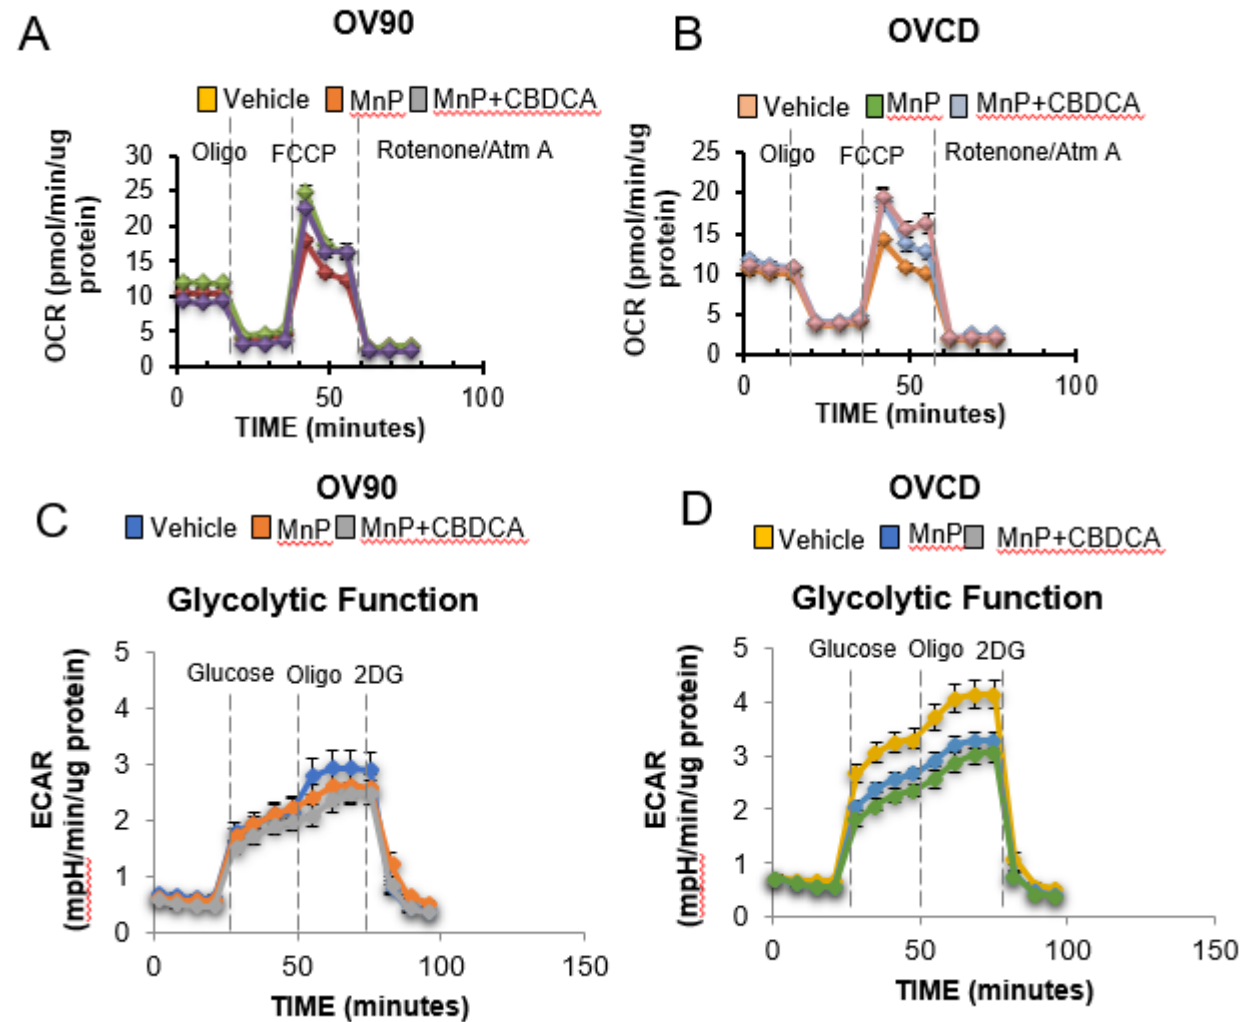 A
OV90
Vehicle MnP MnP+CBDCA
Oligo FCCP Rotenone/Atm A
OCR (pmol/min/ug
protein)
30
25
20
15
10
5
0
0 50 100
TIME (minutes)
B
OVCD
Vehicle MnP MnP+CBDCA
Oligo FCCP Rotenone/Atm A
OCR (pmol/min/ug
protein)
25
20
15
10
5
0
0 50 100
TIME (minutes)
C
OV90
Vehicle MnP MnP+CBDCA
Glycolytic Function
Glucose Oligo 2DG
ECAR
(mpH/min/ug protein)
5
4
3
2
1
0
0 50 100 150
TIME (minutes)
D
OVCD
Vehicle MnP MnP+CBDCA
Glycolytic Function
Glucose Oligo 2DG
ECAR
(mpH/min/ug protein)
5
4
3
2
1
0
0 50 100 150
TIME (minutes)